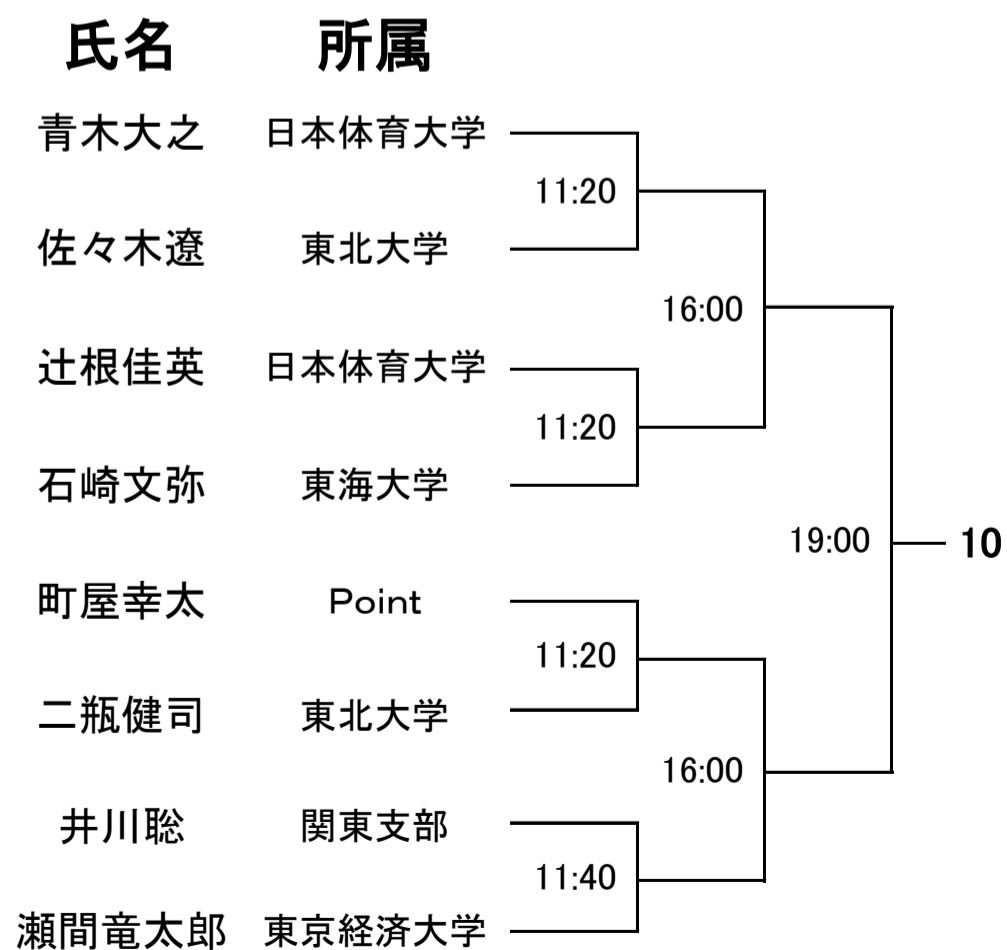 氏名 所属
青木大之 日本体育大学
11:20
佐々木遼 東北大学
16:00
辻根佳英 日本体育大学
11:20
石崎文弥 東海大学
19:00 10
町屋幸太 Point
11:20
二瓶健司 東北大学
16:00
井川聡 関東支部
11:40
瀬間竜太郎 東京経済大学